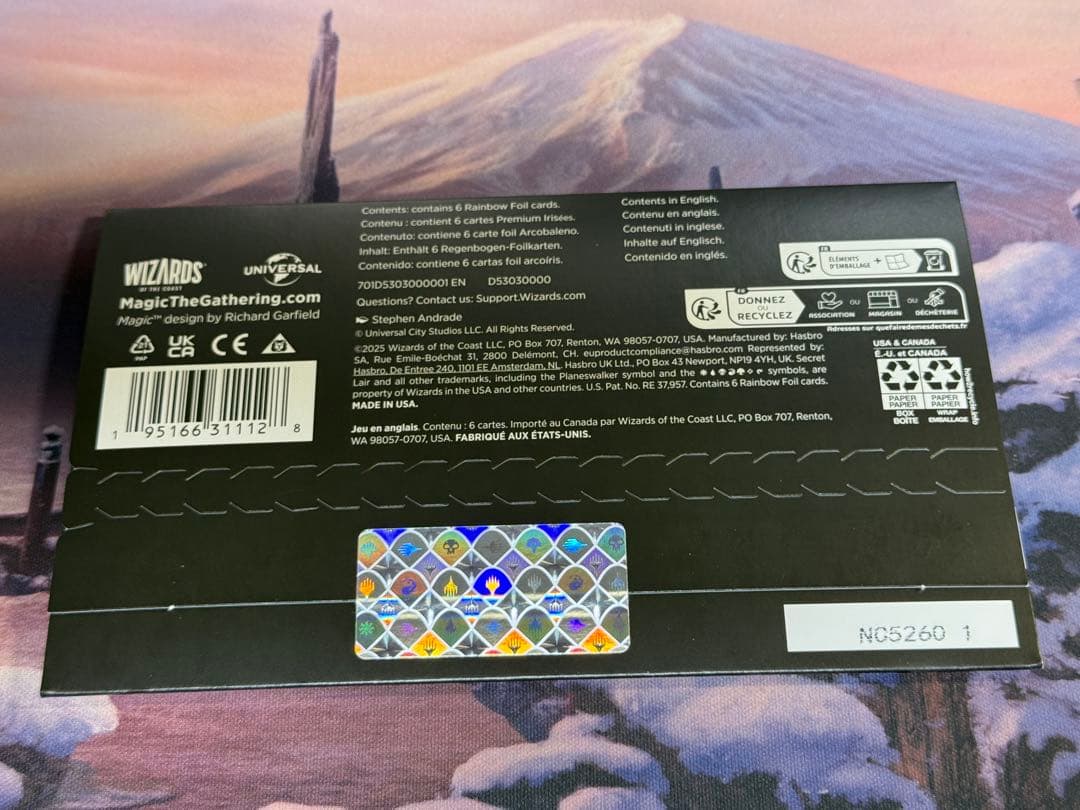 Contents: contains 6 Rainbow Foil cards.
Contenu : contient 6 cartes Premium Irisées.
Contenuto: contiene 6 carte foil Arcobaleno.
Inhalt: Enthält 6 Regenbogen-Foilkarten.
Contenido: contiene 6 cartas foil arcoíris.
Contents in English.
Contenu en anglais.
Contenuti in inglese.
Inhalte auf Englisch.
Contenido en inglés.
WIZARDS
OF THE COAST
UNIVERSAL
MagicTheGathering.com
Magic™ design by Richard Garfield
PAP
UK
CA
CE
1 95166 31112 8
701D5303000001 EN D53030000
Questions? Contact us: Support.Wizards.com
Stephen Andrade
© Universal City Studios LLC. All Rights Reserved.
©2025 Wizards of the Coast LLC, PO Box 707, Renton, WA 98057-0707, USA. Manufactured by: Hasbro
SA, Rue Emile-Boéchat 31, 2800 Delémont, CH. euproductcompliance@hasbro.com Represented by:
Hasbro, De Entree 240, 1101 EE Amsterdam, NL. Hasbro UK Ltd., PO Box 43 Newport, NP19 4YH, UK. Secret
Lair and all other trademarks, including the Planeswalker symbol and the symbols, are
property of Wizards in the USA and other countries. U.S. Pat. No. RE 37,957. Contains 6 Rainbow Foil cards.
MADE IN USA.
Jeu en anglais. Contenu : 6 cartes. Importé au Canada par Wizards of the Coast LLC, PO Box 707, Renton,
WA 98057-0707, USA. FABRIQUÉ AUX ÉTATS-UNIS.
FR
ÉLÉMENTS
D'EMBALLAGE +
FR
DONNEZ
OU
RECYCLEZ
ASSOCIATION OU MAGASIN OU DÉCHÈTERIE
Adresses sur quefairedemesdechets.fr
USA & CANADA
É.-U. et CANADA
PAPER
PAPIER
BOX
BOÎTE
PAPER
PAPIER
WRAP
EMBALLAGE
how2recycle.info
NC5260 1